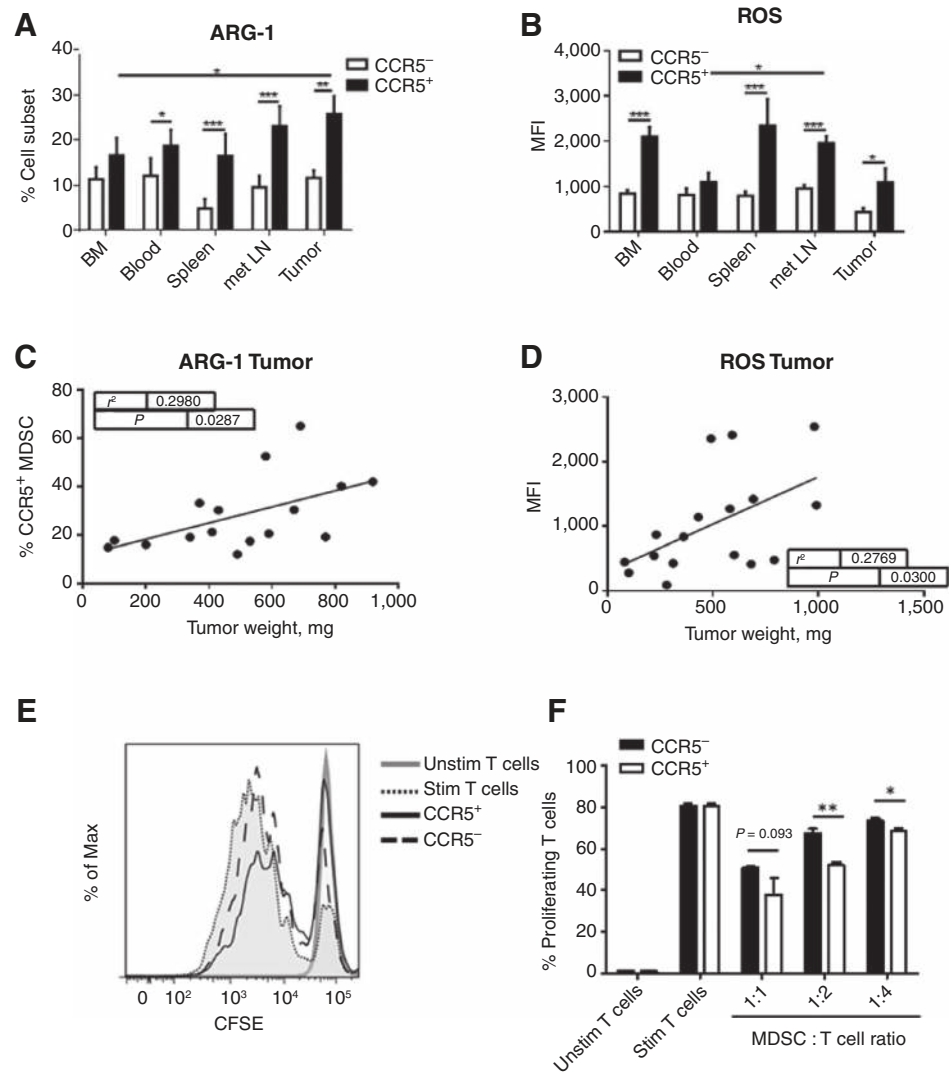 A
ARG-1
% Cell subset
40
30
20
10
0
CCR5–
CCR5+
*
*
***
***
**
BM
Blood
Spleen
met LN
Tumor
B
ROS
MFI
4,000
3,000
2,000
1,000
0
CCR5–
CCR5+
*
***
***
***
*
BM
Blood
Spleen
met LN
Tumor
C
ARG-1 Tumor
% CCR5+ MDSC
80
60
40
20
0
r² 0.2980
P 0.0287
0 200 400 600 800 1,000
Tumor weight, mg
D
ROS Tumor
MFI
3,000
2,000
1,000
0
r² 0.2769
P 0.0300
0 500 1,000 1,500
Tumor weight, mg
E
% of Max
Unstim T cells
Stim T cells
CCR5+
CCR5–
0 10² 10³ 10⁴ 10⁵
CFSE
F
CCR5–
CCR5+
% Proliferating T cells
100
80
60
40
20
0
P = 0.093
**
*
Unstim T cells
Stim T cells
1:1
1:2
1:4
MDSC : T cell ratio